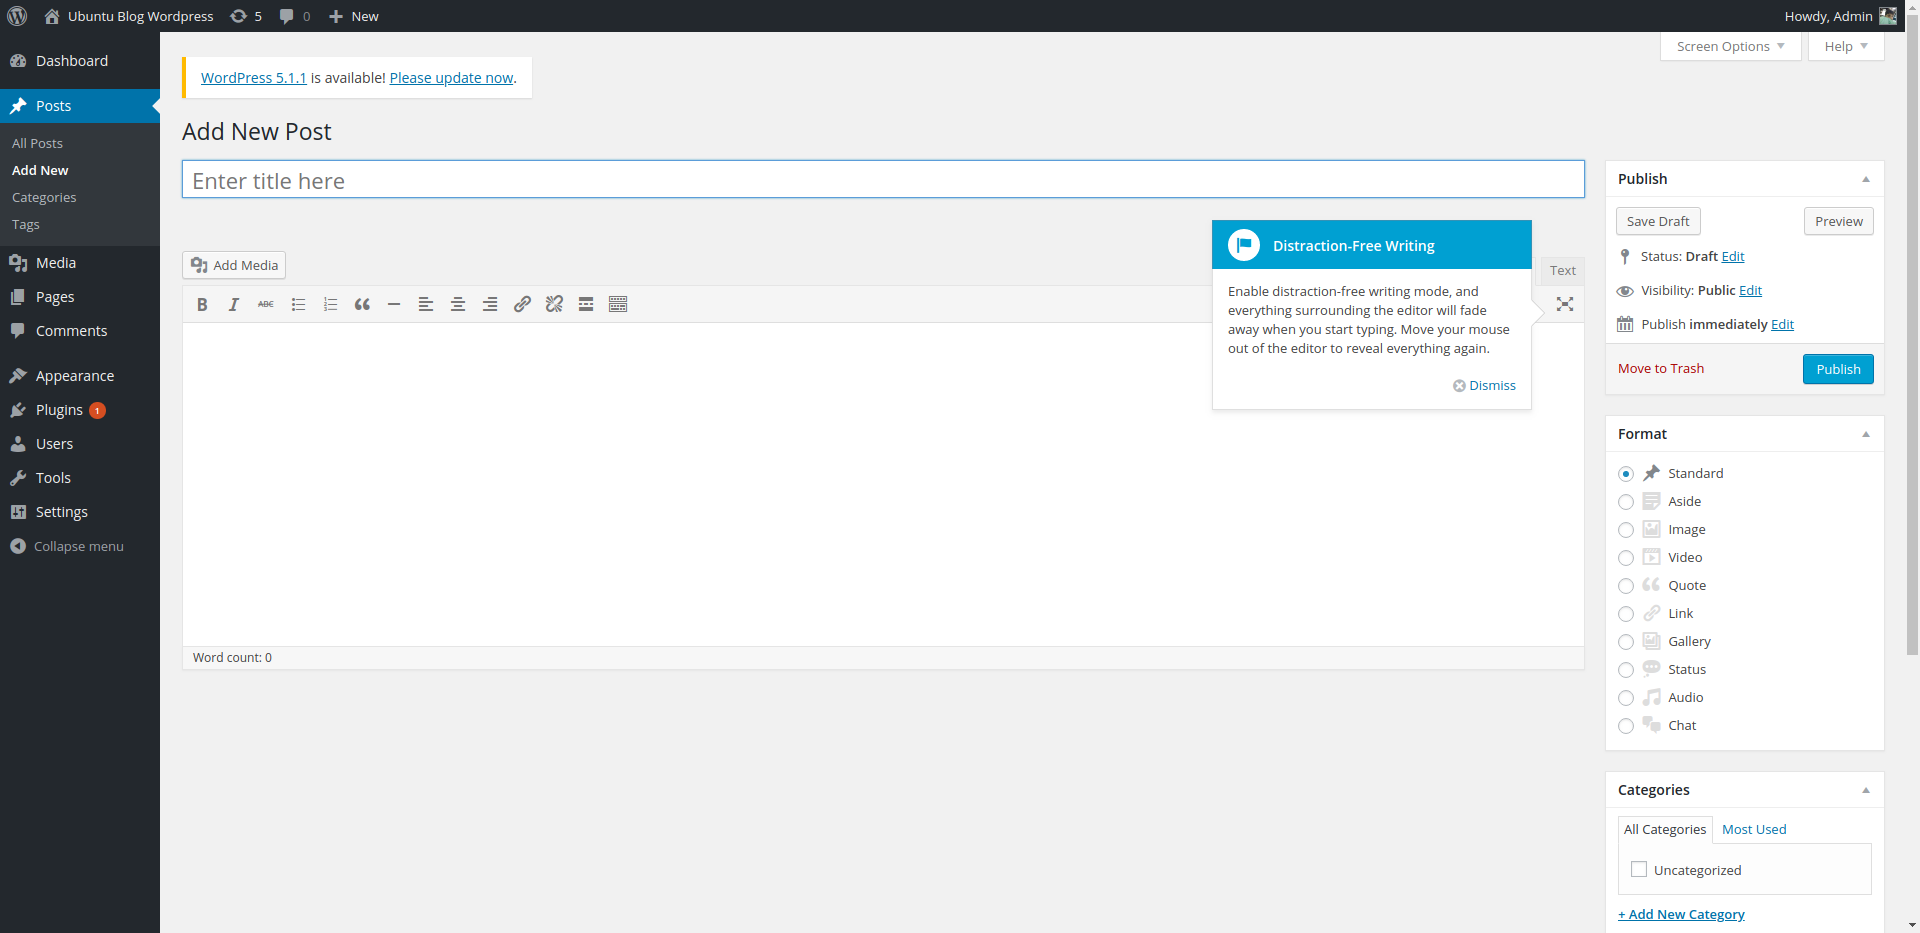 Ubuntu Blog Wordpress 5 0 New Howdy, Admin
Dashboard
Posts
All Posts
Add New
Categories
Tags
Media
Pages
Comments
Appearance
Plugins 1
Users
Tools
Settings
Collapse menu
Screen Options Help
WordPress 5.1.1 is available! Please update now.
Add New Post
Enter title here
Add Media
Text
B I ABC
Distraction-Free Writing
Enable distraction-free writing mode, and
everything surrounding the editor will fade
away when you start typing. Move your mouse
out of the editor to reveal everything again.
Dismiss
Word count: 0
Publish
Save Draft Preview
Status: Draft Edit
Visibility: Public Edit
Publish immediately Edit
Move to Trash Publish
Format
Standard
Aside
Image
Video
Quote
Link
Gallery
Status
Audio
Chat
Categories
All Categories Most Used
Uncategorized
+ Add New Category